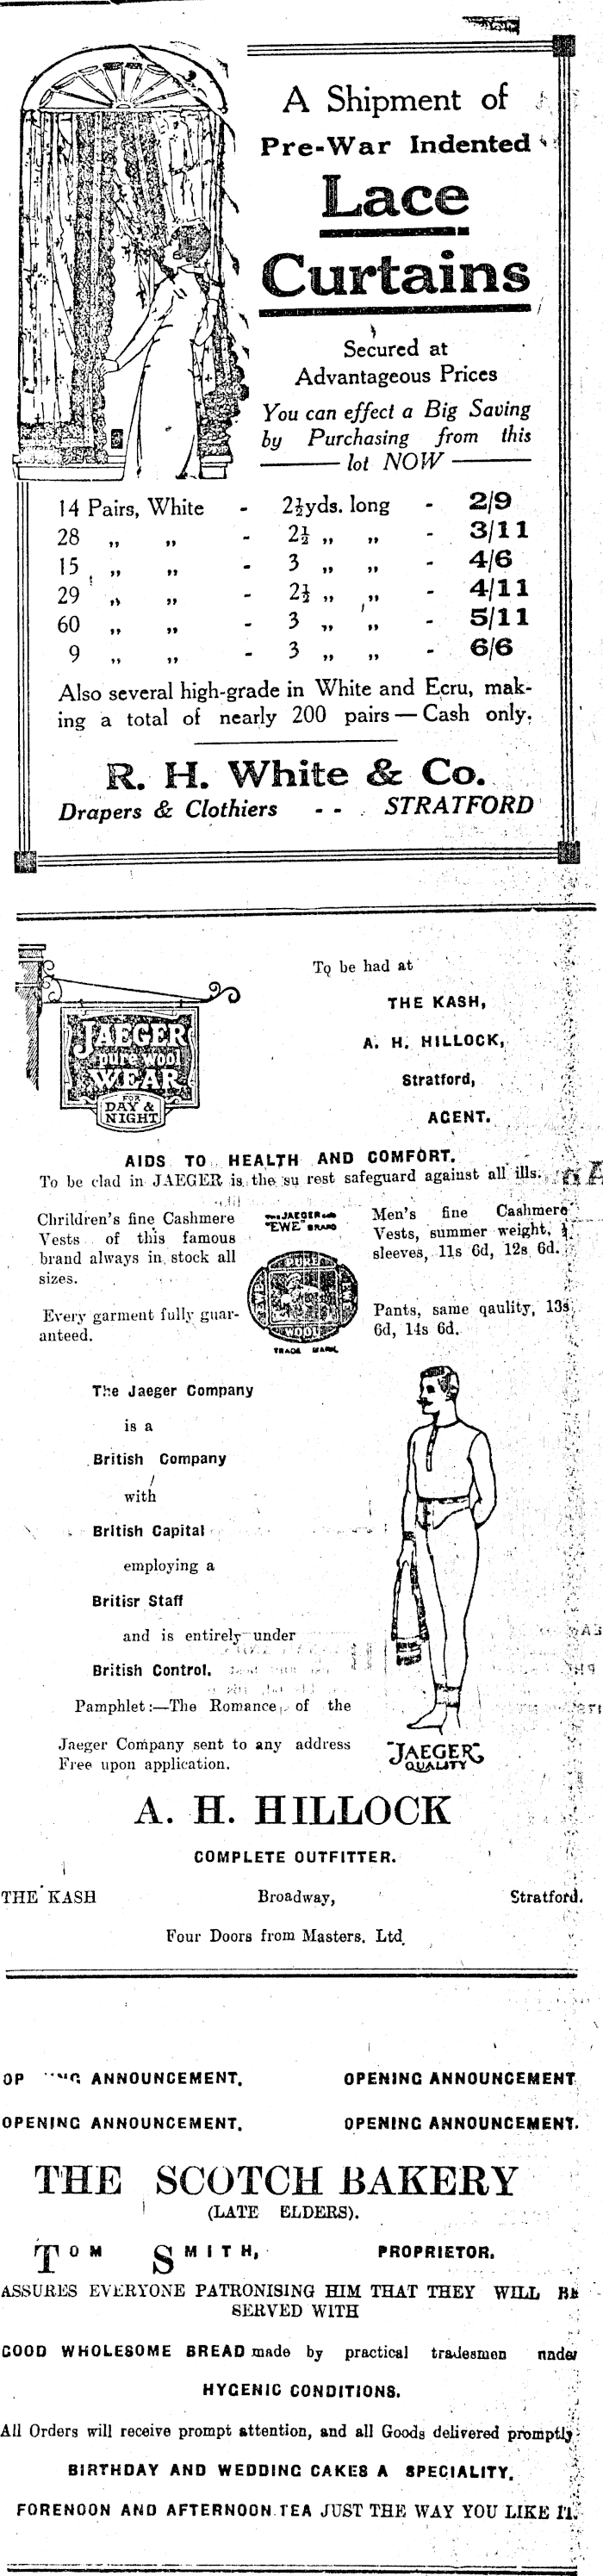 A Shipment of
Pre-War Indented
Lace
Curtains
Secured at
Advantageous Prices
You can effect a Big Saving
by Purchasing from this
lot NOW
14 Pairs, White - 2½yds. long - 2/9
28 „ „ - 2½ „ „ - 3/11
15 „ „ - 3 „ „ - 4/6
29 „ „ - 2½ „ „ - 4/11
60 „ „ - 3 „ „ - 5/11
9 „ „ - 3 „ „ - 6/6
Also several high-grade in White and Ecru, mak-
ing a total of nearly 200 pairs — Cash only.
R. H. White & Co.
Drapers & Clothiers - - STRATFORD
To be had at
THE KASH,
A. H. HILLOCK,
Stratford,
AGENT.
JAEGER
pure wool
WEAR
FOR
DAY &
NIGHT
AIDS TO HEALTH AND COMFORT.
To be clad in JAEGER is the su rest safeguard against all ills.
Chrildren's fine Cashmere
Vests of this famous
brand always in stock all
sizes.
Every garment fully guar-
anteed.
JAEGER
"EWE" BRAND
PURE
EWE
WOOL
TRADE MARK.
Men's fine Cashmere
Vests, summer weight,
sleeves, 11s 6d, 12s 6d.
Pants, same qaulity, 13s
6d, 14s 6d.
The Jaeger Company
is a
British Company
with
British Capital
employing a
Britisr Staff
and is entirely under
British Control.
Pamphlet:—The Romance of the
Jaeger Company sent to any address
Free upon application.
"JAEGER"
QUALITY
A. H. HILLOCK
COMPLETE OUTFITTER.
THE KASH Broadway, Stratford.
Four Doors from Masters. Ltd.
ANNOUNCEMENT. OPENING ANNOUNCEMENT
OPENING ANNOUNCEMENT. OPENING ANNOUNCEMENT.
THE SCOTCH BAKERY
(LATE ELDERS).
TOM SMITH, PROPRIETOR.
ASSURES EVERYONE PATRONISING HIM THAT THEY WILL BE
SERVED WITH
GOOD WHOLESOME BREAD made by practical tradesmen nnder
HYGENIC CONDITIONS.
All Orders will receive prompt attention, and all Goods delivered promptly
BIRTHDAY AND WEDDING CAKES A SPECIALITY.
FORENOON AND AFTERNOON TEA JUST THE WAY YOU LIKE IT.